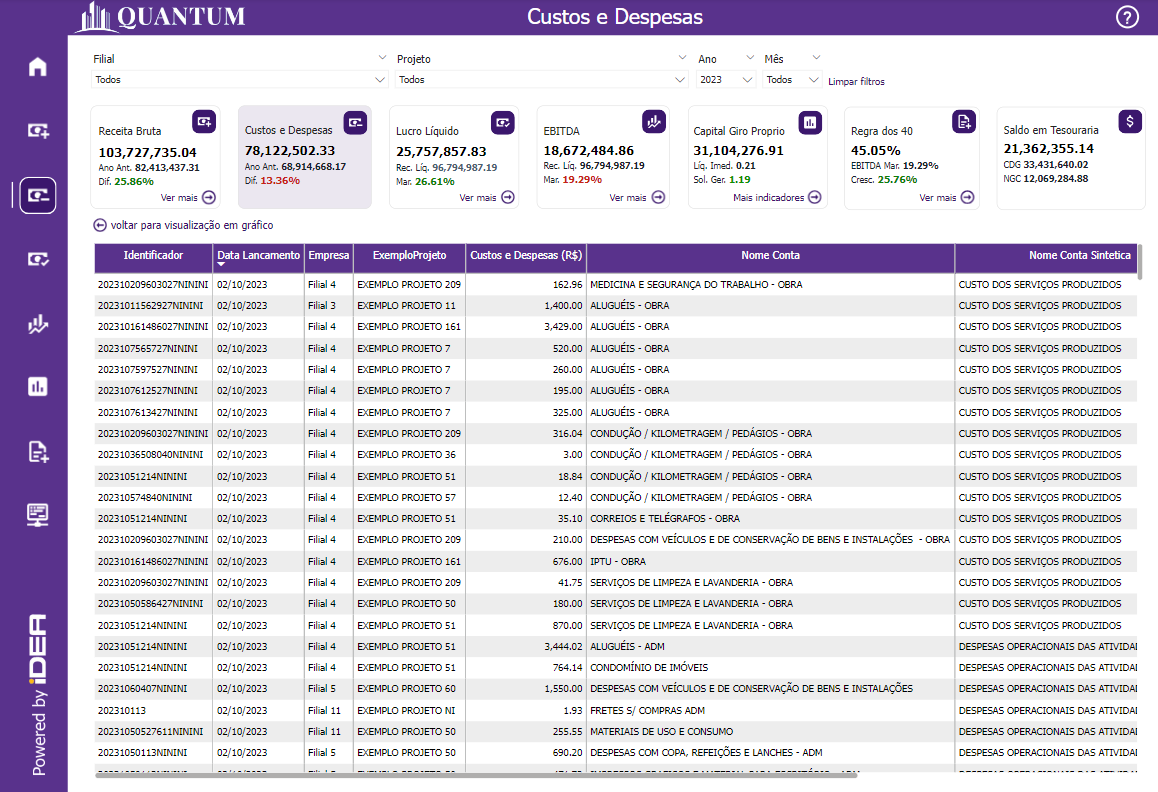 QUANTUM
Custos e Despesas
?
Filial
Projeto
Ano
Mês
Todos
Todos
2023
Todos
Limpar filtros
Receita Bruta
103,727,735.04
Ano Ant. 82,413,437.31
Dif. 25.86%
Ver mais
Custos e Despesas
78,122,502.33
Ano Ant. 68,914,668.17
Dif. 13.36%
Lucro Líquido
25,757,857.83
Rec. Líq. 96,794,987.19
Mar. 26.61%
Ver mais
EBITDA
18,672,484.86
Rec. Líq. 96,794,987.19
Mar. 19.29%
Ver mais
Capital Giro Proprio
31,104,276.91
Líq. Imed. 0.21
Sol. Ger. 1.19
Mais indicadores
Regra dos 40
45.05%
EBITDA Mar. 19.29%
Cresc. 25.76%
Ver mais
$
Saldo em Tesouraria
21,362,355.14
CDG 33,431,640.02
NGC 12,069,284.88
voltar para visualização em gráfico
Identificador Data Lancamento Empresa ExemploProjeto Custos e Despesas (R$) Nome Conta Nome Conta Sintetica
202310209603027NININI 02/10/2023 Filial 4 EXEMPLO PROJETO 209 162.96 MEDICINA E SEGURANÇA DO TRABALHO - OBRA CUSTO DOS SERVIÇOS PRODUZIDOS
20231011562927NININI 02/10/2023 Filial 3 EXEMPLO PROJETO 11 1,400.00 ALUGUÉIS - OBRA CUSTO DOS SERVIÇOS PRODUZIDOS
202310161486027NININI 02/10/2023 Filial 4 EXEMPLO PROJETO 161 3,429.00 ALUGUÉIS - OBRA CUSTO DOS SERVIÇOS PRODUZIDOS
2023107565727NININI 02/10/2023 Filial 4 EXEMPLO PROJETO 7 520.00 ALUGUÉIS - OBRA CUSTO DOS SERVIÇOS PRODUZIDOS
2023107597527NININI 02/10/2023 Filial 4 EXEMPLO PROJETO 7 260.00 ALUGUÉIS - OBRA CUSTO DOS SERVIÇOS PRODUZIDOS
2023107612527NININI 02/10/2023 Filial 4 EXEMPLO PROJETO 7 195.00 ALUGUÉIS - OBRA CUSTO DOS SERVIÇOS PRODUZIDOS
2023107613427NININI 02/10/2023 Filial 4 EXEMPLO PROJETO 7 325.00 ALUGUÉIS - OBRA CUSTO DOS SERVIÇOS PRODUZIDOS
202310209603027NININI 02/10/2023 Filial 4 EXEMPLO PROJETO 209 316.04 CONDUÇÃO / KILOMETRAGEM / PEDÁGIOS - OBRA CUSTO DOS SERVIÇOS PRODUZIDOS
20231036508040NININI 02/10/2023 Filial 4 EXEMPLO PROJETO 36 3.00 CONDUÇÃO / KILOMETRAGEM / PEDÁGIOS - OBRA CUSTO DOS SERVIÇOS PRODUZIDOS
20231051214NININI 02/10/2023 Filial 4 EXEMPLO PROJETO 51 18.84 CONDUÇÃO / KILOMETRAGEM / PEDÁGIOS - OBRA CUSTO DOS SERVIÇOS PRODUZIDOS
202310574840NININI 02/10/2023 Filial 4 EXEMPLO PROJETO 57 12.40 CONDUÇÃO / KILOMETRAGEM / PEDÁGIOS - OBRA CUSTO DOS SERVIÇOS PRODUZIDOS
20231051214NININI 02/10/2023 Filial 4 EXEMPLO PROJETO 51 35.10 CORREIOS E TELÉGRAFOS - OBRA CUSTO DOS SERVIÇOS PRODUZIDOS
202310209603027NININI 02/10/2023 Filial 4 EXEMPLO PROJETO 209 210.00 DESPESAS COM VEÍCULOS E DE CONSERVAÇÃO DE BENS E INSTALAÇÕES - OBRA CUSTO DOS SERVIÇOS PRODUZIDOS
202310161486027NININI 02/10/2023 Filial 4 EXEMPLO PROJETO 161 676.00 IPTU - OBRA CUSTO DOS SERVIÇOS PRODUZIDOS
202310209603027NININI 02/10/2023 Filial 4 EXEMPLO PROJETO 209 41.75 SERVIÇOS DE LIMPEZA E LAVANDERIA - OBRA CUSTO DOS SERVIÇOS PRODUZIDOS
20231050586427NININI 02/10/2023 Filial 4 EXEMPLO PROJETO 50 180.00 SERVIÇOS DE LIMPEZA E LAVANDERIA - OBRA CUSTO DOS SERVIÇOS PRODUZIDOS
20231051214NININI 02/10/2023 Filial 4 EXEMPLO PROJETO 51 870.00 SERVIÇOS DE LIMPEZA E LAVANDERIA - OBRA CUSTO DOS SERVIÇOS PRODUZIDOS
20231051214NININI 02/10/2023 Filial 4 EXEMPLO PROJETO 51 3,444.02 ALUGUÉIS - ADM DESPESAS OPERACIONAIS DAS ATIVIDA
20231051214NININI 02/10/2023 Filial 4 EXEMPLO PROJETO 51 764.14 CONDOMÍNIO DE IMÓVEIS DESPESAS OPERACIONAIS DAS ATIVIDA
20231060407NININI 02/10/2023 Filial 5 EXEMPLO PROJETO 60 1,550.00 DESPESAS COM VEÍCULOS E DE CONSERVAÇÃO DE BENS E INSTALAÇÕES DESPESAS OPERACIONAIS DAS ATIVIDA
202310113 02/10/2023 Filial 11 EXEMPLO PROJETO NI 1.93 FRETES S/ COMPRAS ADM DESPESAS OPERACIONAIS DAS ATIVIDA
20231050527611NININI 02/10/2023 Filial 11 EXEMPLO PROJETO 50 255.55 MATERIAIS DE USO E CONSUMO DESPESAS OPERACIONAIS DAS ATIVIDA
20231050113NININI 02/10/2023 Filial 5 EXEMPLO PROJETO 50 690.20 DESPESAS COM COPA, REFEIÇÕES E LANCHES - ADM DESPESAS OPERACIONAIS DAS ATIVIDA
Powered by iDEA